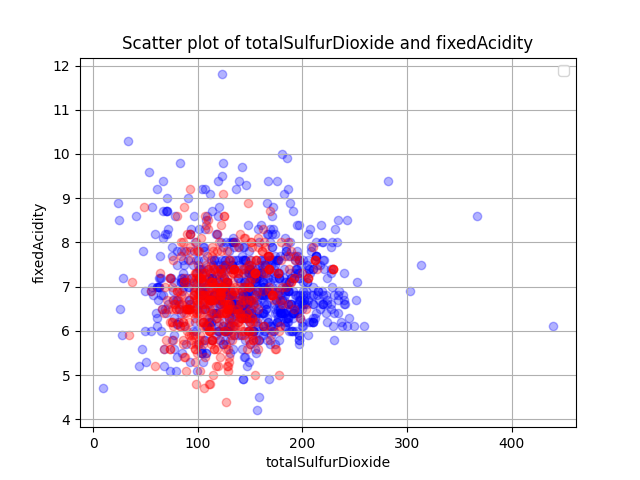 Scatter plot of totalSulfurDioxide and fixedAcidity
12
11
10
9
8
7
6
5
4
fixedAcidity
0 100 200 300 400
totalSulfurDioxide